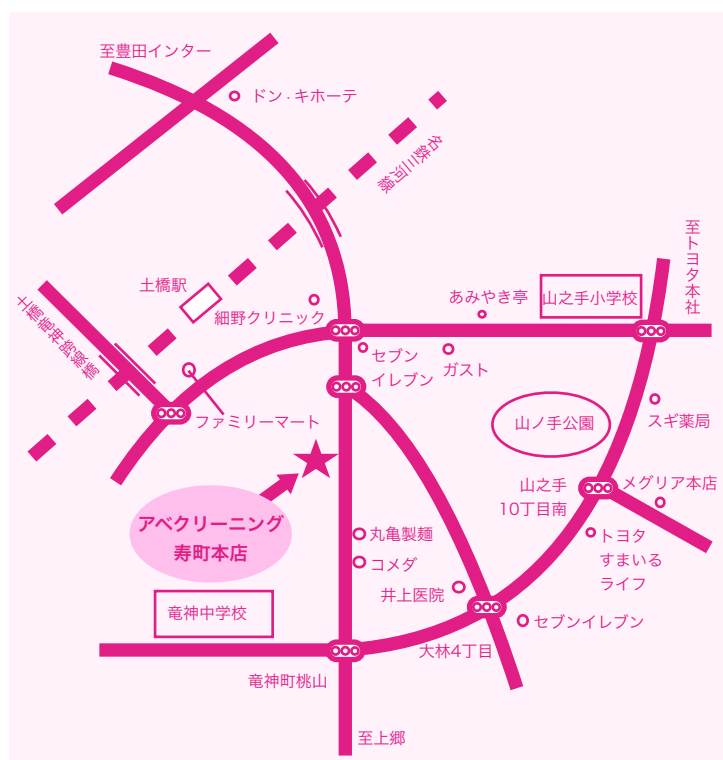 至豊田インター
ドン・キホーテ
名鉄三河線
至トヨタ本社
土橋駅
あみやき亭
山之手小学校
土橋竜神跨線橋
細野クリニック
セブン
イレブン
ガスト
ファミリーマート
山ノ手公園
スギ薬局
山之手
10丁目南
メグリア本店
アベクリーニング
寿町本店
丸亀製麺
トヨタ
すまいる
ライフ
コメダ
井上医院
竜神中学校
セブンイレブン
大林4丁目
竜神町桃山
至上郷